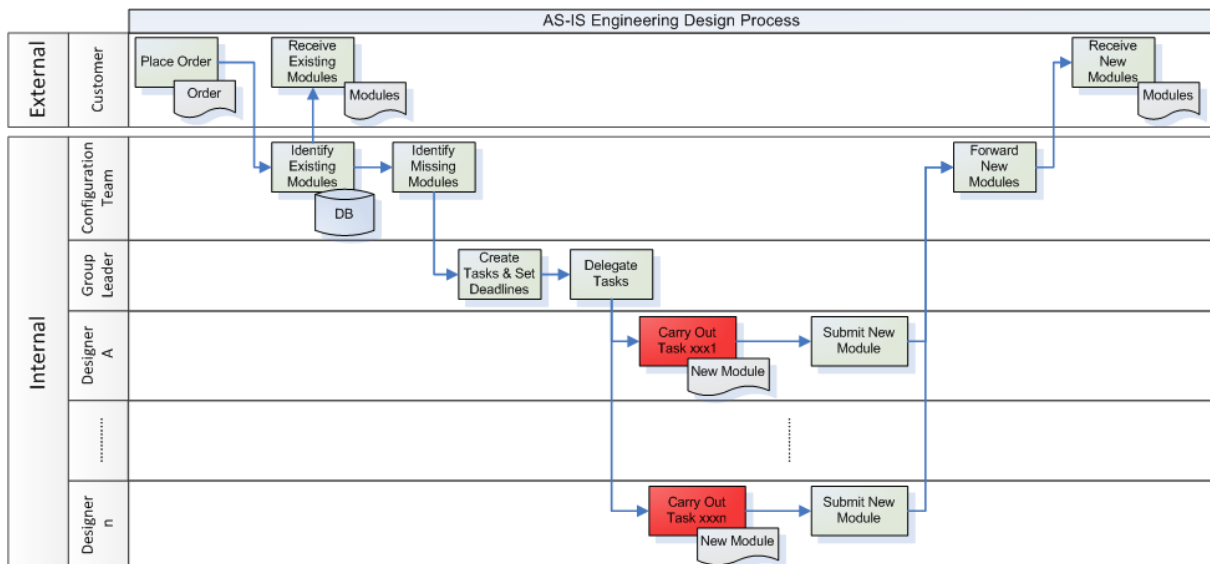 AS-IS Engineering Design Process
External
Customer
Place Order
Order
Receive
Existing
Modules
Modules
Receive
New
Modules
Modules
Internal
Configuration
Team
Identify
Existing
Modules
DB
Identify
Missing
Modules
Forward
New
Modules
Group
Leader
Create
Tasks & Set
Deadlines
Delegate
Tasks
Designer
A
Carry Out
Task xxx1
New Module
Submit New
Module
...........
Designer
n
Carry Out
Task xxxn
New Module
Submit New
Module